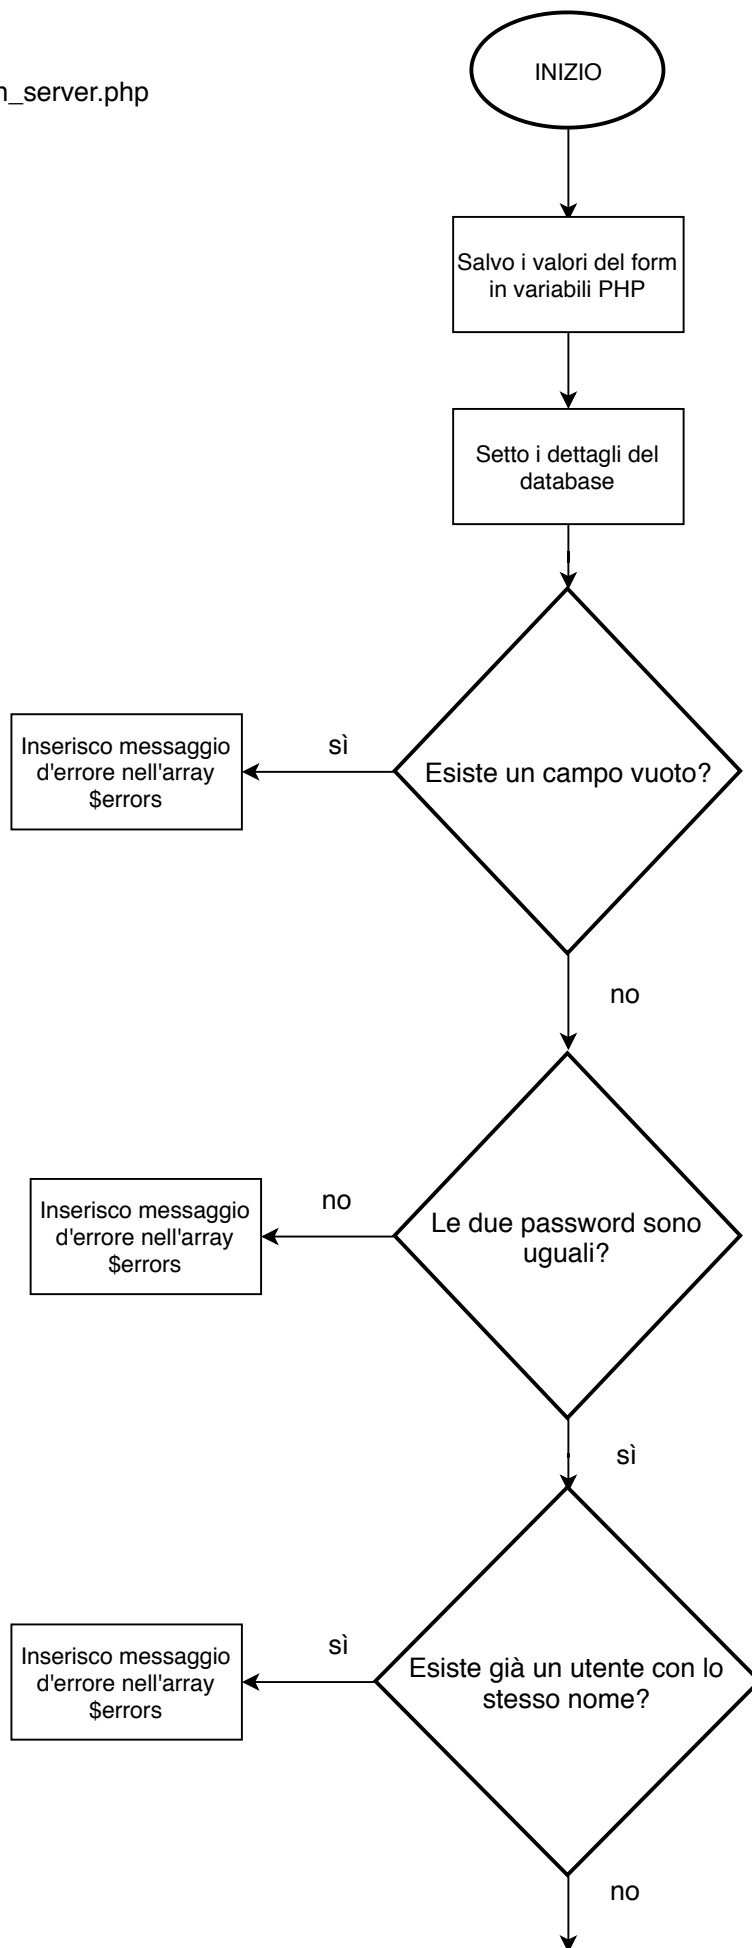 n_server.php
INIZIO
Salvo i valori del form
in variabili PHP
Setto i dettagli del
database
Esiste un campo vuoto?
sì
Inserisco messaggio
d'errore nell'array
$errors
no
Le due password sono
uguali?
no
Inserisco messaggio
d'errore nell'array
$errors
sì
Esiste già un utente con lo
stesso nome?
sì
Inserisco messaggio
d'errore nell'array
$errors
no